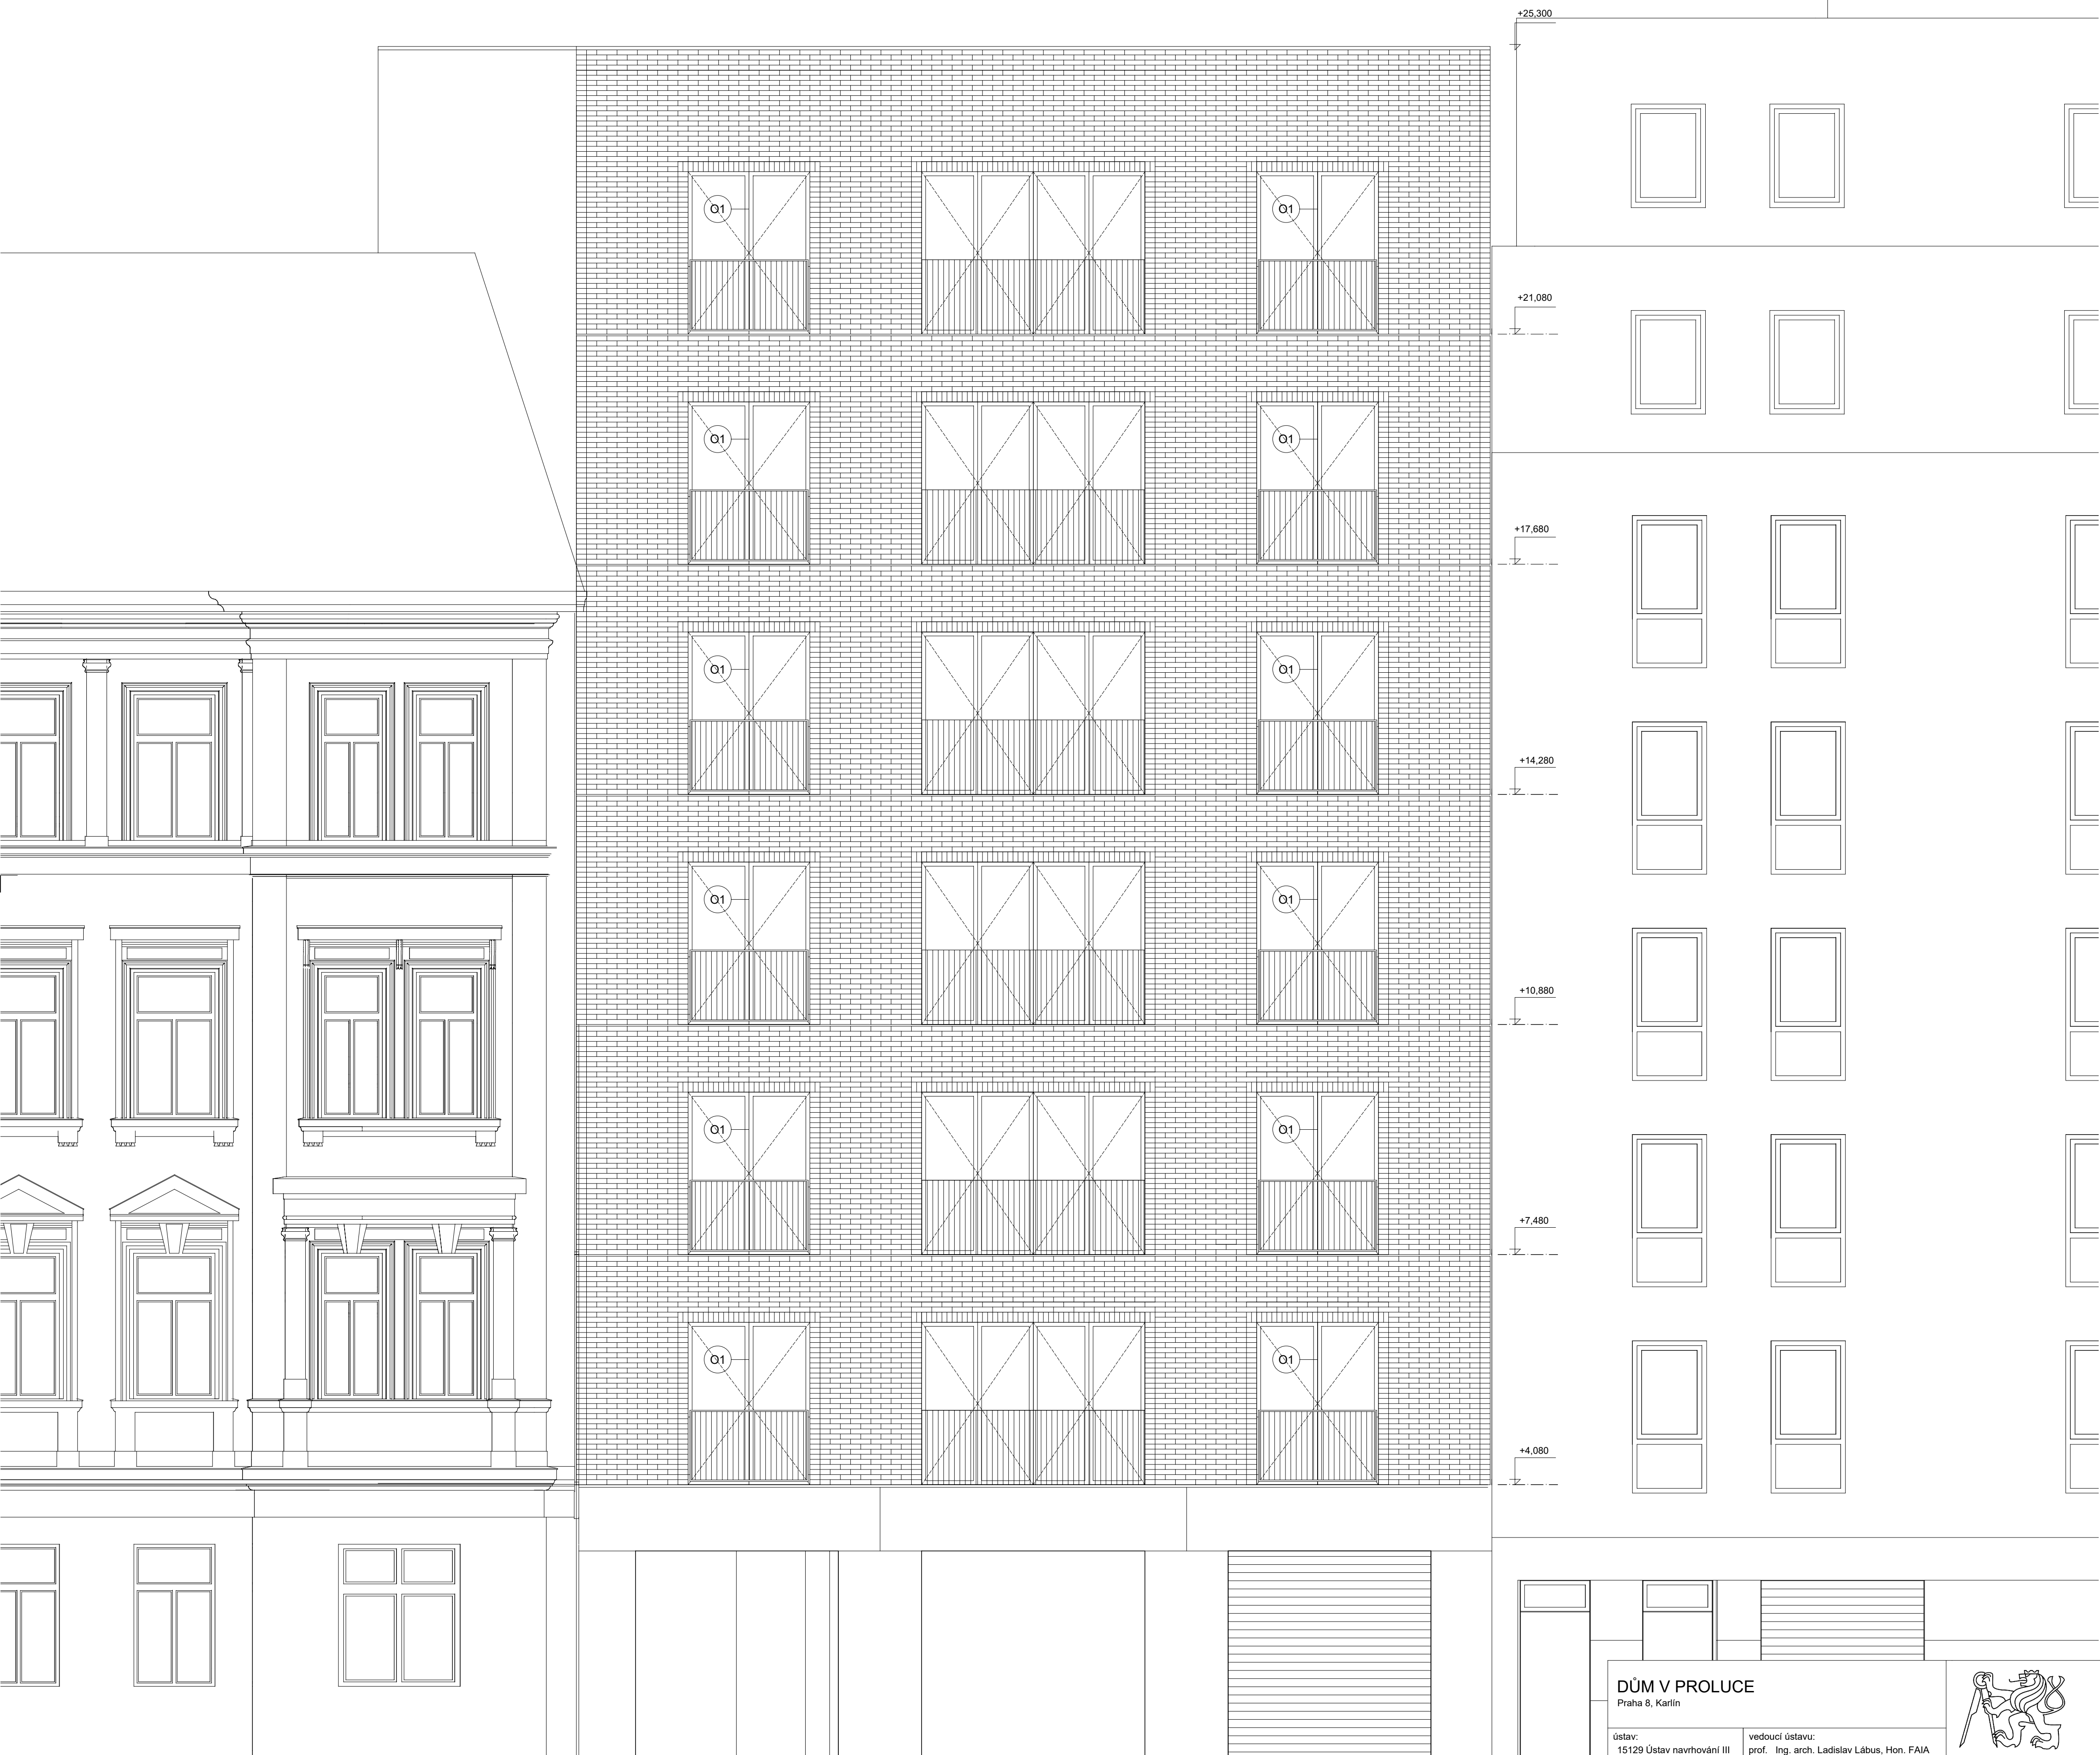 +25,300
O1
O1
+21,080
O1
O1
+17,680
O1
O1
+14,280
O1
O1
+10,880
O1
O1
+7,480
O1
O1
+4,080
DŮM V PROLUCE
Praha 8, Karlín
ústav:
15129 Ústav navrhování III
vedoucí ústavu:
prof. Ing. arch. Ladislav Lábus, Hon. FAIA